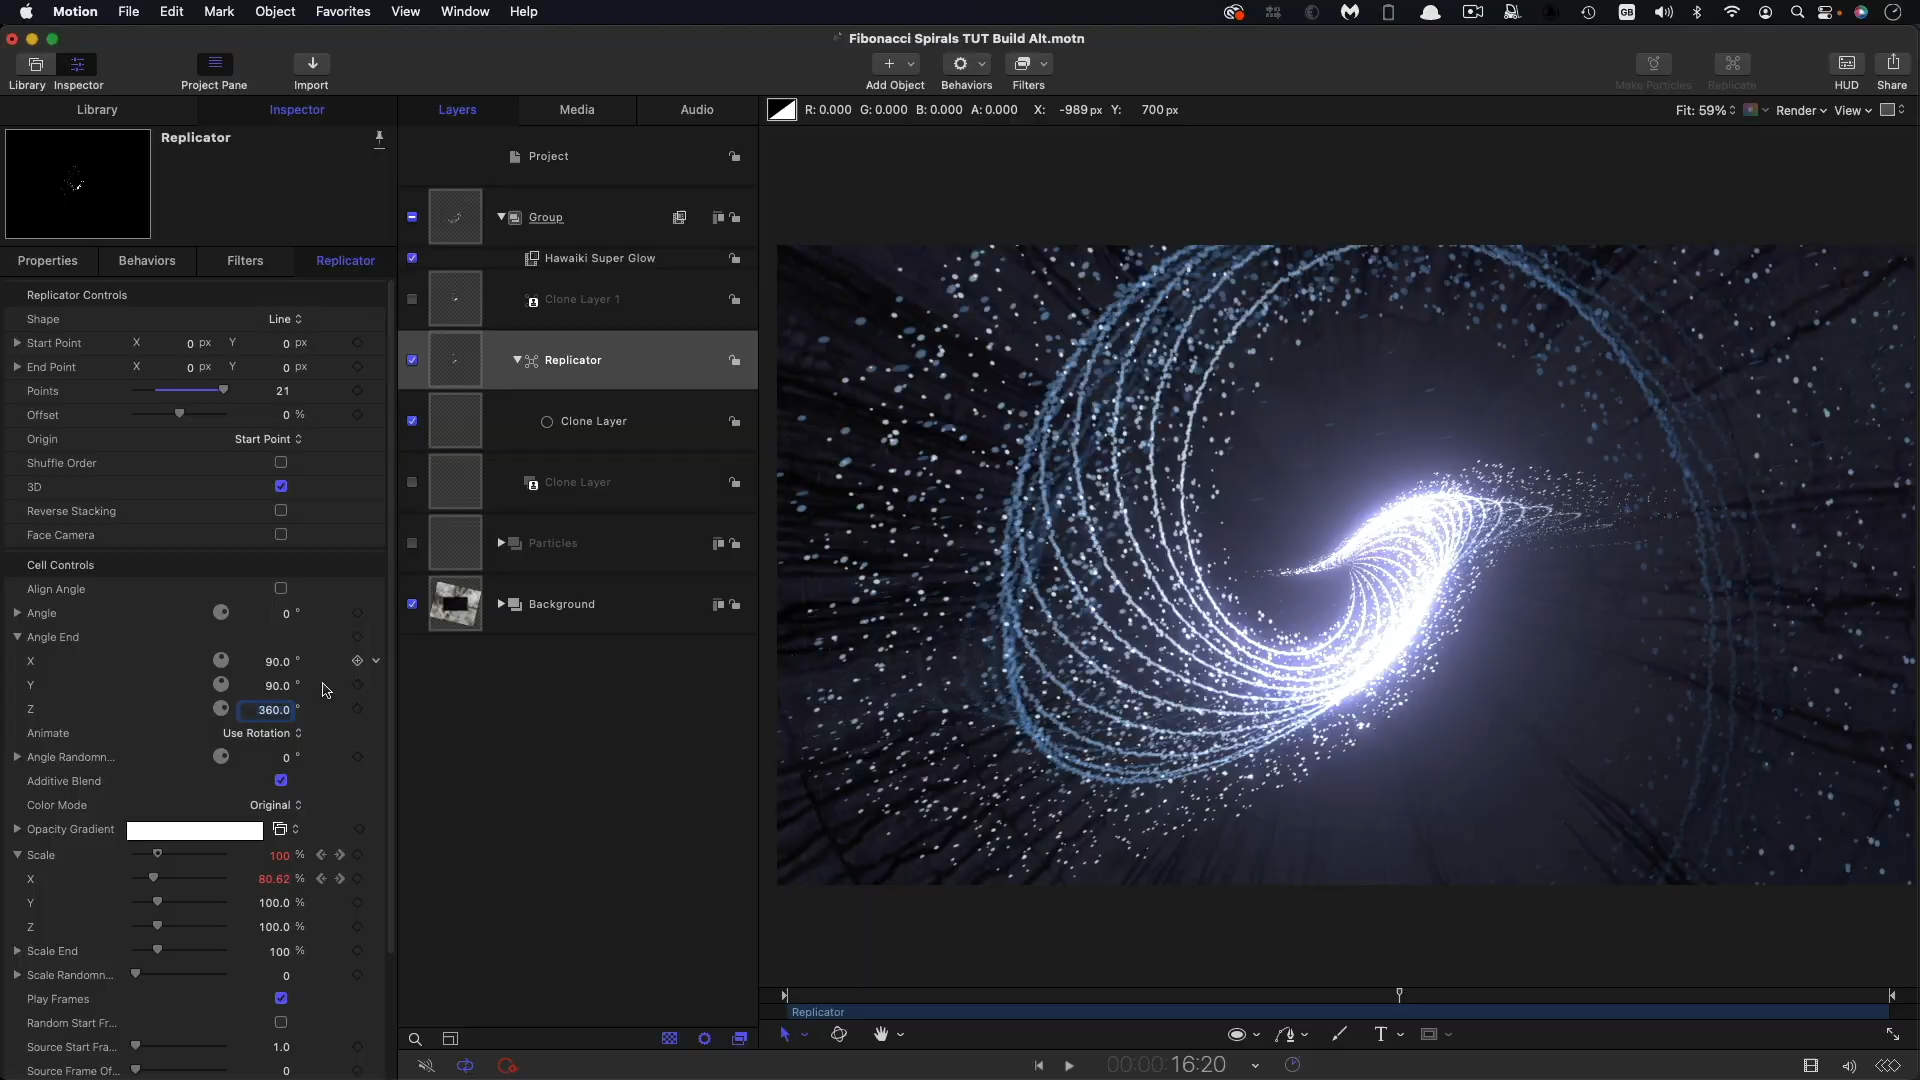 Motion File Edit Mark Object Favorites View Window Help GB
Fibonacci Spirals TUT Build Alt.motn
Library Inspector Project Pane Import Add Object Behaviors Filters Make Particles Replicate HUD Share
Library Inspector Layers Media Audio R: 0.000 G: 0.000 B: 0.000 A: 0.000 X: -989 px Y: 700 px Fit: 59% Render View
Replicator
Properties Behaviors Filters Replicator
Replicator Controls
Shape Line
Start Point X 0 px Y 0 px
End Point X 0 px Y 0 px
Points 21
Offset 0 %
Origin Start Point
Shuffle Order
3D
Reverse Stacking
Face Camera
Cell Controls
Align Angle
Angle 0 °
Angle End
X 90.0 °
Y 90.0 °
Z 360.0 °
Animate Use Rotation
Angle Randomn... 0 °
Additive Blend
Color Mode Original
Opacity Gradient
Scale 100 %
X 80.62 %
Y 100.0 %
Z 100.0 %
Scale End 100 %
Scale Randomn... 0
Play Frames
Random Start Fr...
Source Start Fra... 1.0
Source Frame Of... 0
Project
Group
Hawaiki Super Glow
Clone Layer 1
Replicator
Clone Layer
Clone Layer
Particles
Background
Replicator
T
00:00:16:20